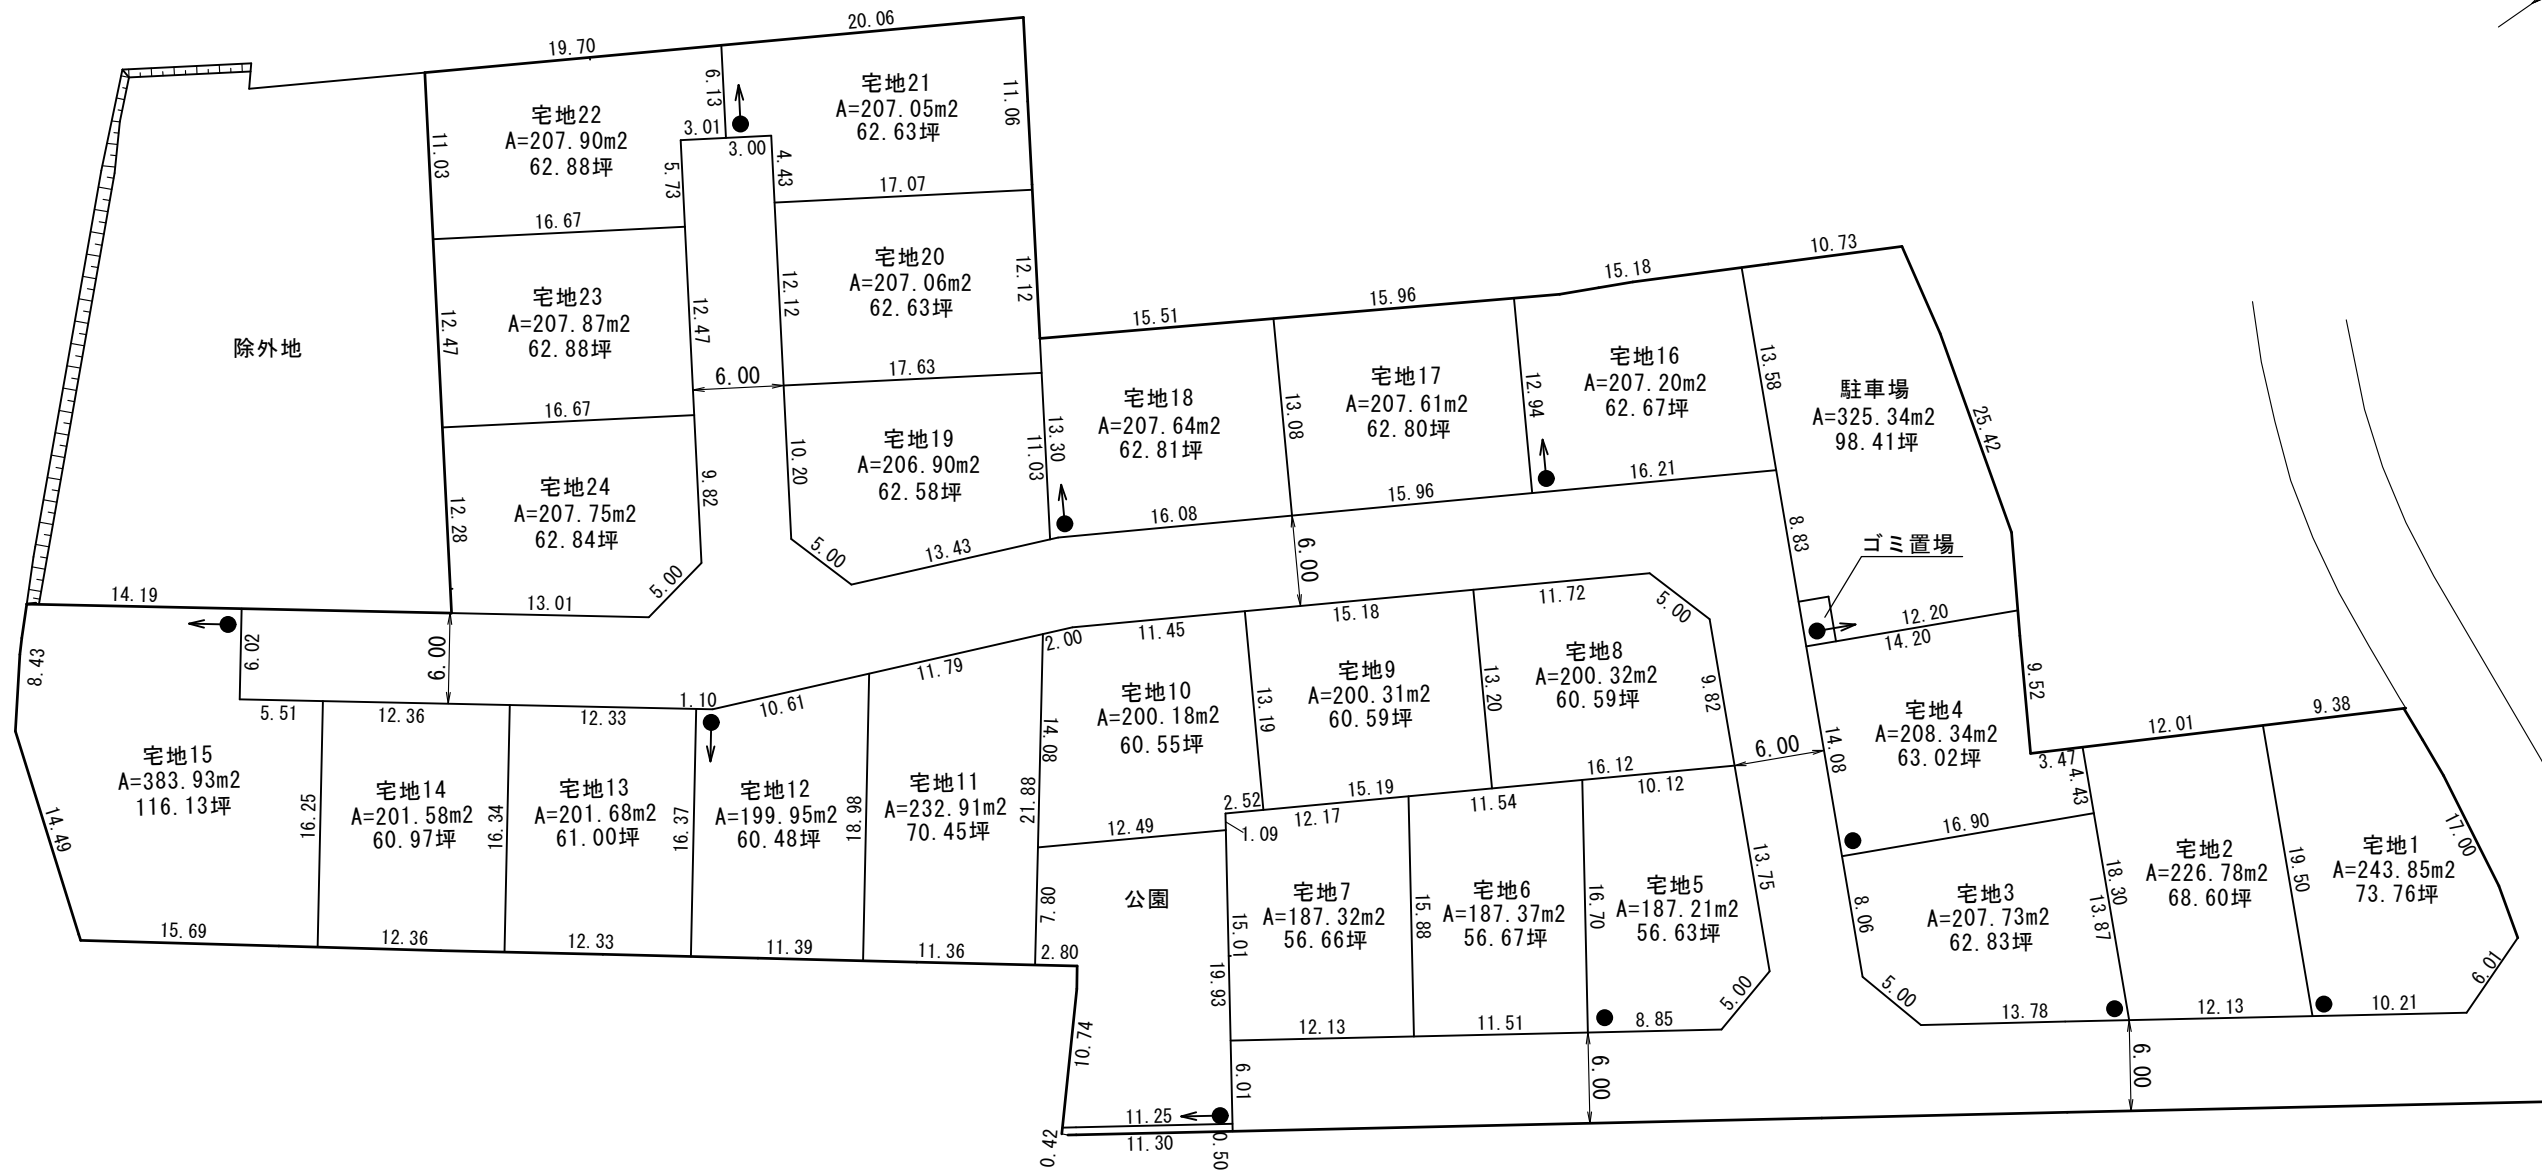 20.06
19.70
6.13
宅地21
A=207.05m2
62.63坪
11.06
宅地22
A=207.90m2
62.88坪
11.03
3.01
3.00
4.43
5.73
17.07
16.67
宅地20
A=207.06m2
62.63坪
12.12
12.12
宅地23
A=207.87m2
62.88坪
12.47
12.47
除外地
6.00
17.63
16.67
10.73
15.18
15.96
15.51
宅地16
A=207.20m2
62.67坪
13.58
宅地17
A=207.61m2
62.80坪
12.94
宅地18
A=207.64m2
62.81坪
13.08
13.30
駐車場
A=325.34m2
98.41坪
25.42
宅地19
A=206.90m2
62.58坪
11.03
10.20
宅地24
A=207.75m2
62.84坪
9.82
12.28
16.21
15.96
16.08
8.83
ゴミ置場
5.00
13.43
6.00
5.00
14.19
13.01
11.72
5.00
15.18
12.20
14.20
11.45
2.00
6.02
6.00
8.43
11.79
宅地8
A=200.32m2
60.59坪
9.82
宅地9
A=200.31m2
60.59坪
13.20
宅地10
A=200.18m2
60.55坪
13.19
14.08
9.52
宅地4
A=208.34m2
63.02坪
14.08
6.00
9.38
12.01
3.47
4.43
1.10
10.61
5.51
12.36
12.33
宅地15
A=383.93m2
116.13坪
14.49
16.25
宅地14
A=201.58m2
60.97坪
16.34
宅地13
A=201.68m2
61.00坪
16.37
宅地12
A=199.95m2
60.48坪
18.98
宅地11
A=232.91m2
70.45坪
21.88
16.12
15.19
10.12
11.54
2.52
12.17
12.49
1.09
16.90
宅地1
A=243.85m2
73.76坪
17.00
宅地2
A=226.78m2
68.60坪
19.50
18.30
宅地3
A=207.73m2
62.83坪
13.87
8.06
宅地5
A=187.21m2
56.63坪
13.75
16.70
宅地6
A=187.37m2
56.67坪
15.88
宅地7
A=187.32m2
56.66坪
15.01
19.93
公園
7.80
15.69
12.36
12.33
11.39
11.36
2.80
5.00
5.00
6.01
13.78
12.13
10.21
12.13
11.51
8.85
10.74
6.01
6.00
6.00
11.25
11.30
0.42
0.50